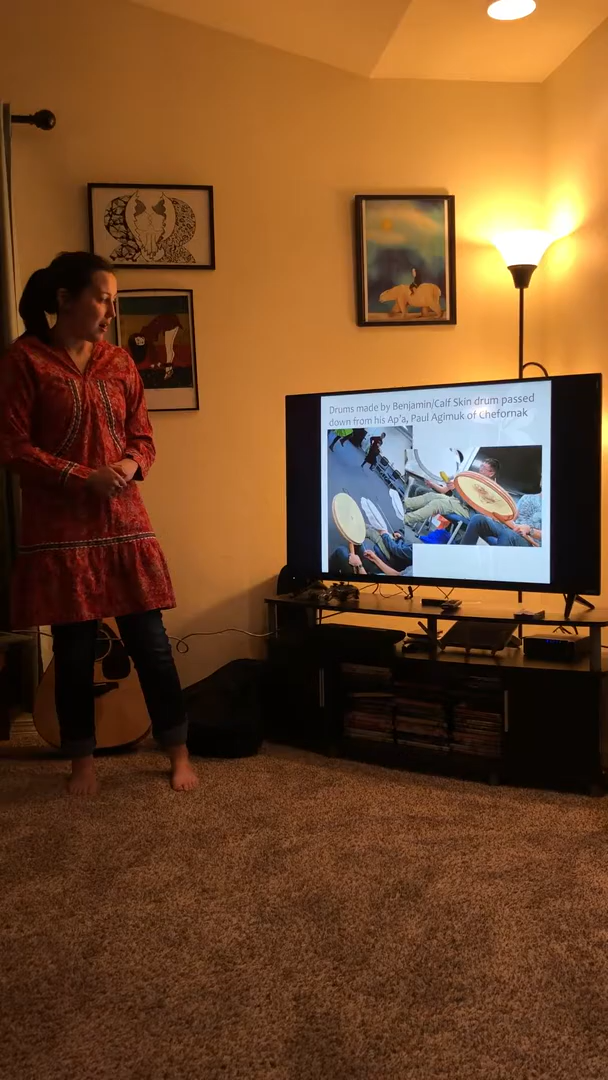 Drums made by Benjamin/Calf Skin drum passed
down from his Ap'a, Paul Agimuk of Chefornak